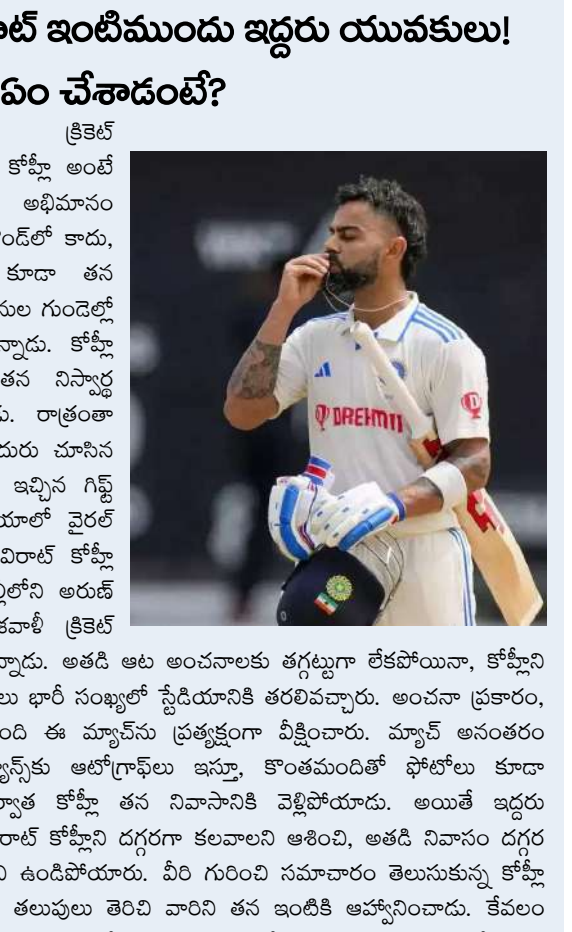 ఇంటిముందు ఇద్దరు యువకులు!
ఏం చేశాడంటే?
క్రికెట్
కోహ్లీ అంటే
అభిమానం
కాదు,
కూడా తన
గుండెల్లో
కోహ్లీ
తన నిస్వార్థ
రాత్రంతా
చూసిన
ఇచ్చిన గిఫ్ట్
వైరల్
విరాట్ కోహ్లీ
అరుణ్
క్రికెట్
DREAM11
అతడి ఆట అంచనాలకు తగ్గట్టుగా లేకపోయినా, కోహ్లీని
భారీ సంఖ్యలో స్టేడియానికి తరలివచ్చారు. అంచనా ప్రకారం,
ఈ మ్యాచ్‌ను ప్రత్యక్షంగా వీక్షించారు. మ్యాచ్ అనంతరం
ఆటోగ్రాఫ్‌లు ఇస్తూ, కొంతమందితో ఫోటోలు కూడా
కోహ్లీ తన నివాసానికి వెళ్లిపోయాడు. అయితే ఇద్దరు
కోహ్లీని దగ్గరగా కలవాలని ఆశించి, అతడి నివాసం దగ్గర
ఉండిపోయారు. వీరి గురించి సమాచారం తెలుసుకున్న కోహ్లీ
తలుపులు తెరిచి వారిని తన ఇంటికి ఆహ్వానించాడు. కేవలం